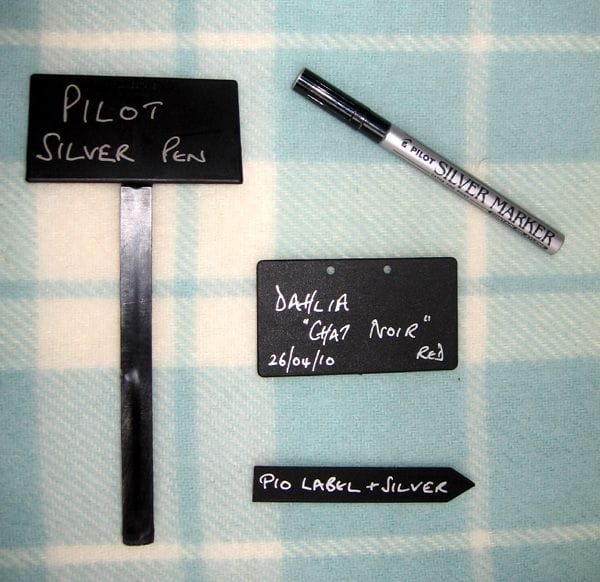 PILOT
SILVER PEN
PILOT SILVER MARKER
DAHLIA
"CHAT NOIR"
26/04/10 RED
P10 LABEL + SILVER